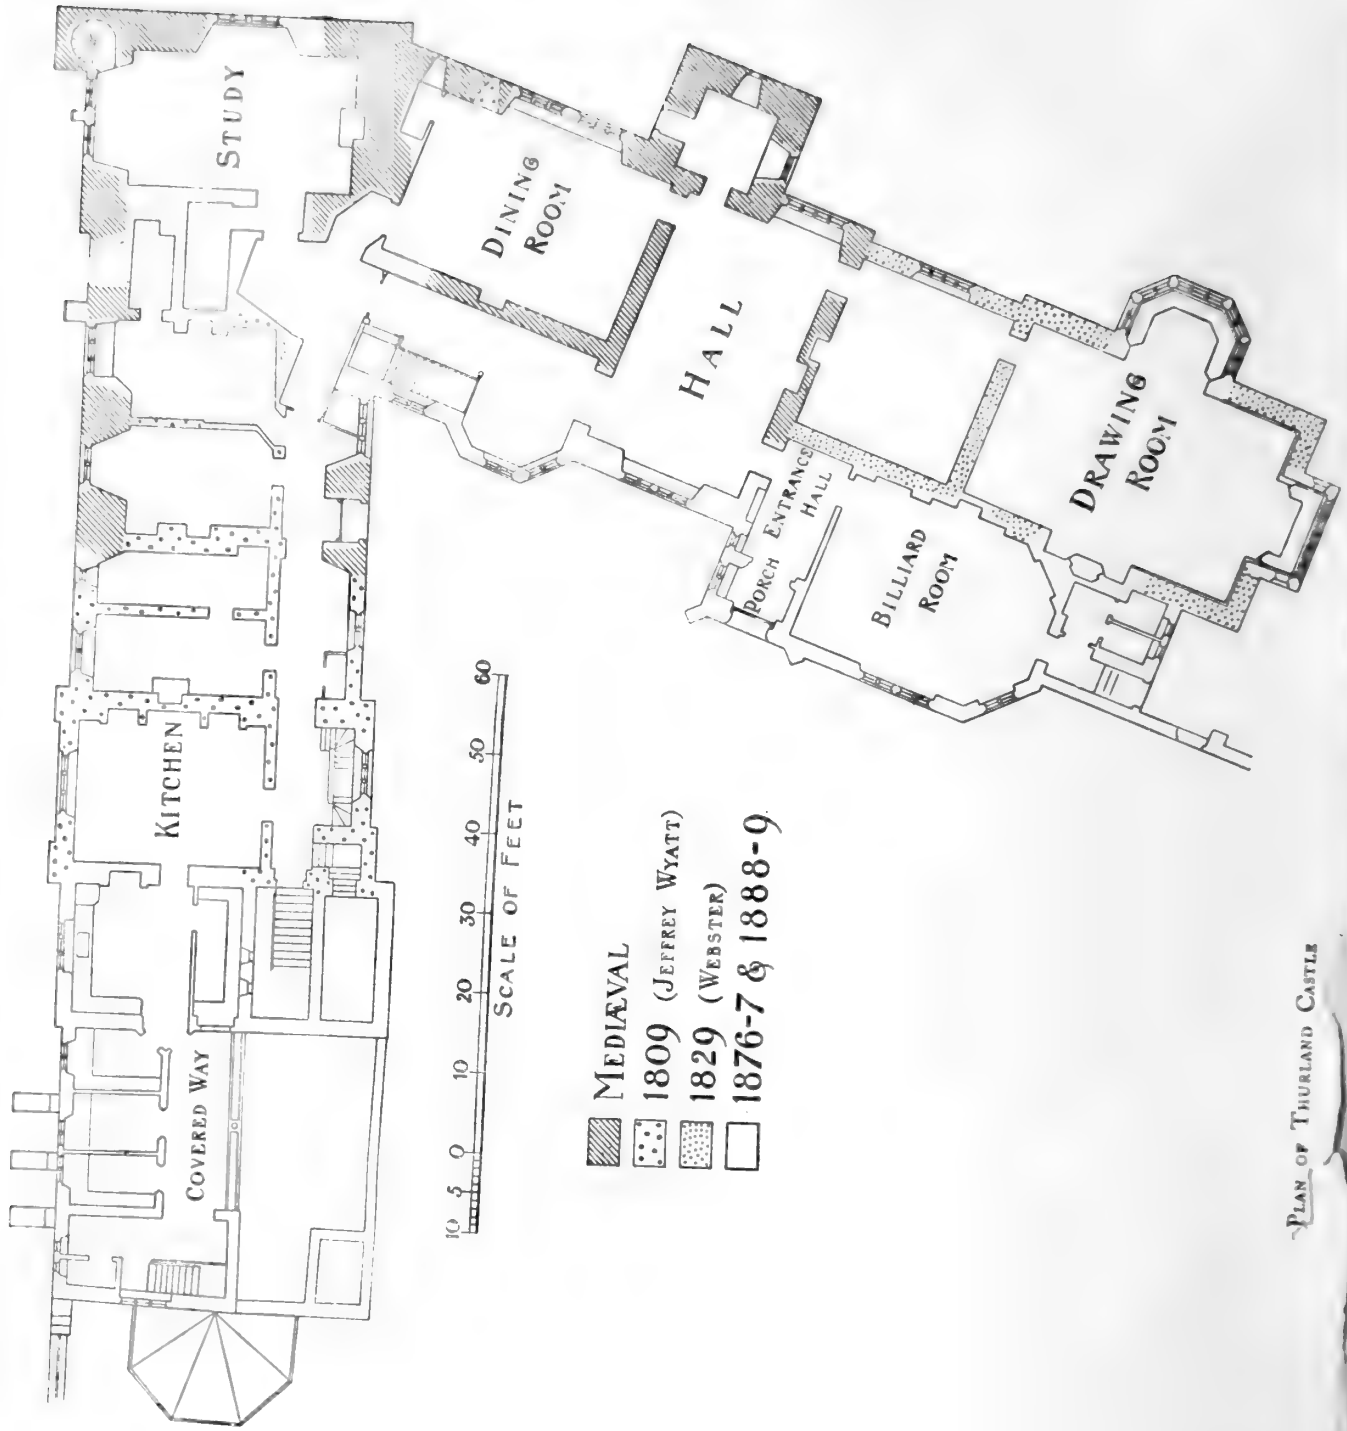 STUDY
DINING
ROOM
HALL
DRAWING
ROOM
ENTRANCE
HALL
PORCH
BILLIARD
ROOM
KITCHEN
COVERED WAY
10 5 0 10 20 30 40 50 60
SCALE OF FEET
MEDIÆVAL
1809 (JEFFREY WYATT)
1829 (WEBSTER)
1876-7 & 1888-9.
PLAN OF THURLAND CASTLE